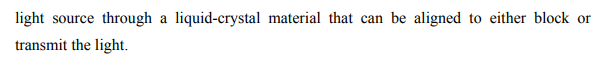 light source through a liquid-crystal material that can be aligned to either block or
transmit the light.